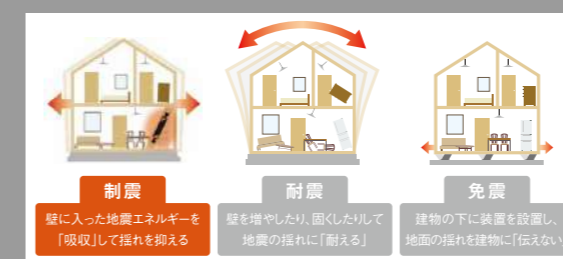 制震
壁に入った地震エネルギーを
「吸収」して揺れを抑える
耐震
壁を増やしたり、固くしたりして
地震の揺れに「耐える」
免震
建物の下に装置を設置し、
地面の揺れを建物に「伝えない